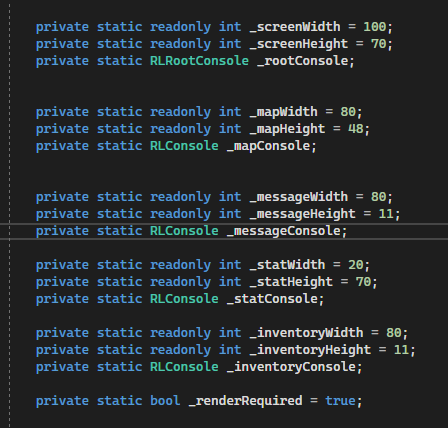 private static readonly int _screenWidth = 100;
private static readonly int _screenHeight = 70;
private static RLRootConsole _rootConsole;
private static readonly int _mapWidth = 80;
private static readonly int _mapHeight = 48;
private static RLConsole _mapConsole;
private static readonly int _messageWidth = 80;
private static readonly int _messageHeight = 11;
private static RLConsole _messageConsole;
private static readonly int _statWidth = 20;
private static readonly int _statHeight = 70;
private static RLConsole _statConsole;
private static readonly int _inventoryWidth = 80;
private static readonly int _inventoryHeight = 11;
private static RLConsole _inventoryConsole;
private static bool _renderRequired = true;